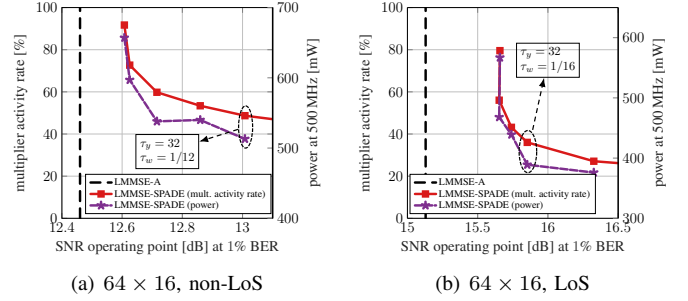 100
80
60
40
20
0
multiplier activity rate [%]
700
600
500
400
power at 500 MHz [mW]
τy = 32
τw = 1/12
LMMSE-A
LMMSE-SPADE (mult. activity rate)
LMMSE-SPADE (power)
12.4 12.6 12.8 13.0
SNR operating point [dB] at 1% BER
(a) 64 × 16, non-LoS
100
80
60
40
20
0
multiplier activity rate [%]
600
500
400
300
power at 500 MHz [mW]
τy = 32
τw = 1/16
LMMSE-A
LMMSE-SPADE (mult. activity rate)
LMMSE-SPADE (power)
15 15.5 16 16.5
SNR operating point [dB] at 1% BER
(b) 64 × 16, LoS